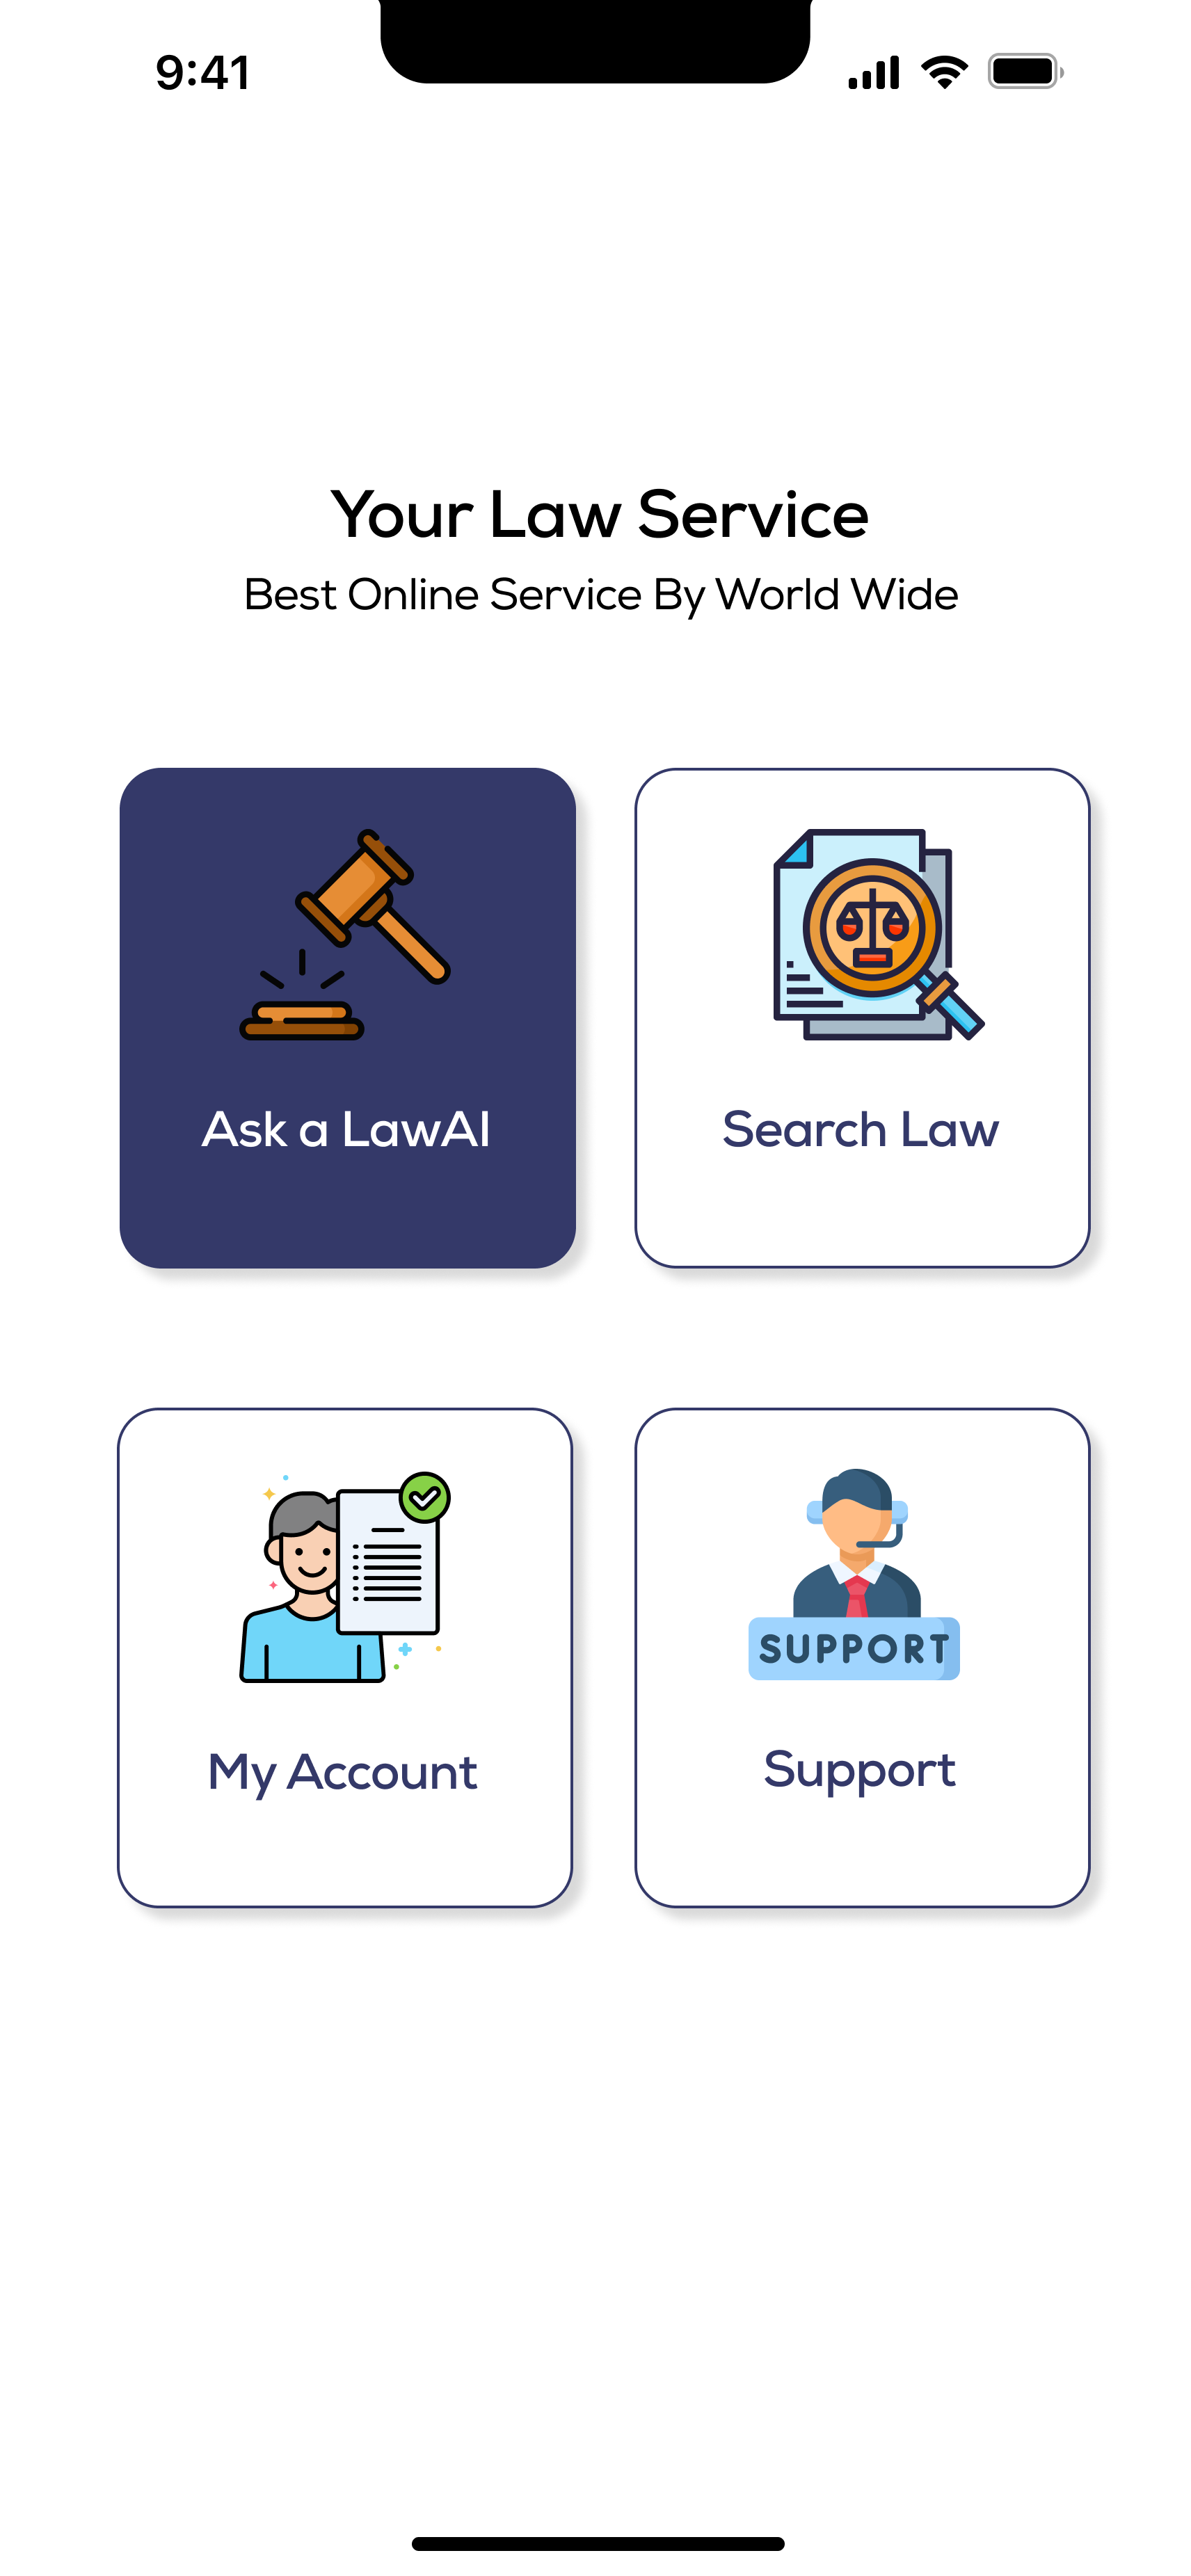 9:41
Your Law Service
Best Online Service By World Wide
Ask a LawAI
Search Law
My Account
SUPPORT
Support